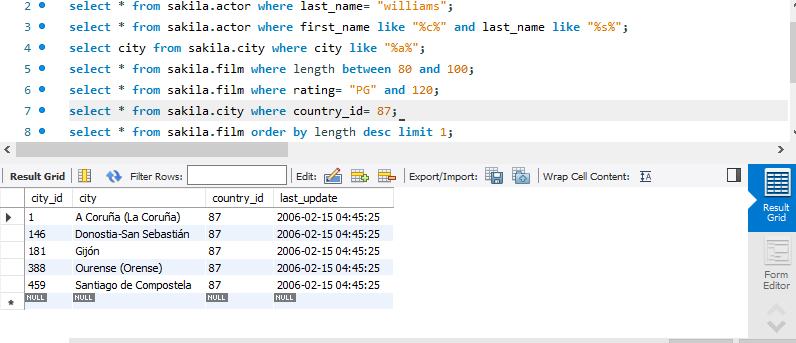 2 select * from sakila.actor where last_name= "williams";
3 select * from sakila.actor where first_name like "%c%" and last_name like "%s%";
4 select city from sakila.city where city like "%a%";
5 select * from sakila.film where length between 80 and 100;
6 select * from sakila.film where rating= "PG" and 120;
7 select * from sakila.city where country_id= 87;
8 select * from sakila.film order by length desc limit 1;
Result Grid Filter Rows: Edit: Export/Import: Wrap Cell Content: IA
city_id city country_id last_update
1 A Coruña (La Coruña) 87 2006-02-15 04:45:25
146 Donostia-San Sebastián 87 2006-02-15 04:45:25
181 Gijón 87 2006-02-15 04:45:25
388 Ourense (Orense) 87 2006-02-15 04:45:25
459 Santiago de Compostela 87 2006-02-15 04:45:25
NULL NULL NULL NULL
Result
Grid
Form
Editor